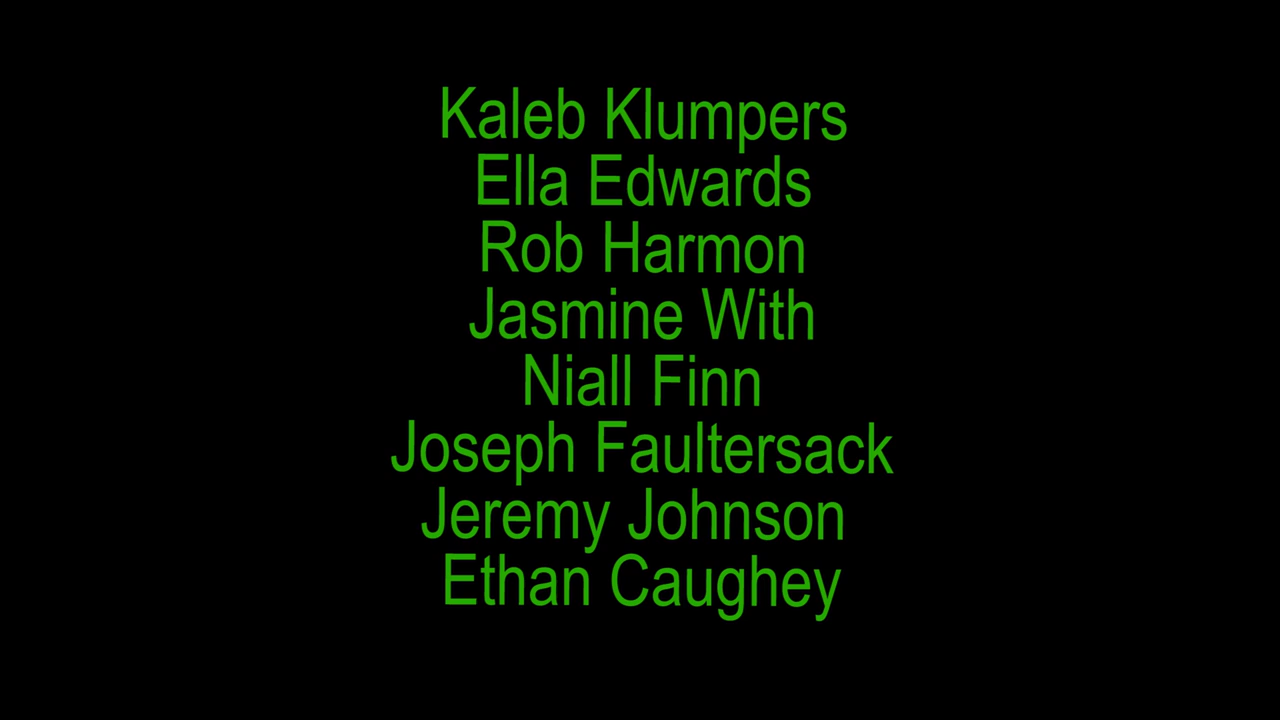 Kaleb Klumpers
Ella Edwards
Rob Harmon
Jasmine With
Niall Finn
Joseph Faultersack
Jeremy Johnson
Ethan Caughey